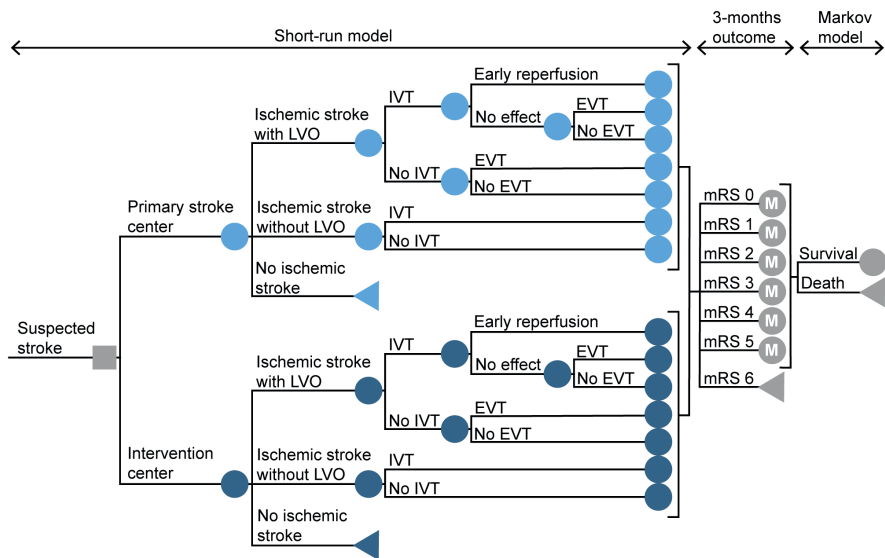 Short-run model
3-months
outcome
Markov
model
Suspected
stroke
Primary stroke
center
Ischemic stroke
with LVO
IVT
Early reperfusion
No effect
EVT
No EVT
No IVT
EVT
No EVT
Ischemic stroke
without LVO
IVT
No IVT
No ischemic
stroke
Intervention
center
Ischemic stroke
with LVO
IVT
Early reperfusion
No effect
EVT
No EVT
No IVT
EVT
No EVT
Ischemic stroke
without LVO
IVT
No IVT
No ischemic
stroke
mRS 0
M
mRS 1
M
mRS 2
M
mRS 3
M
mRS 4
M
mRS 5
M
mRS 6
Survival
Death